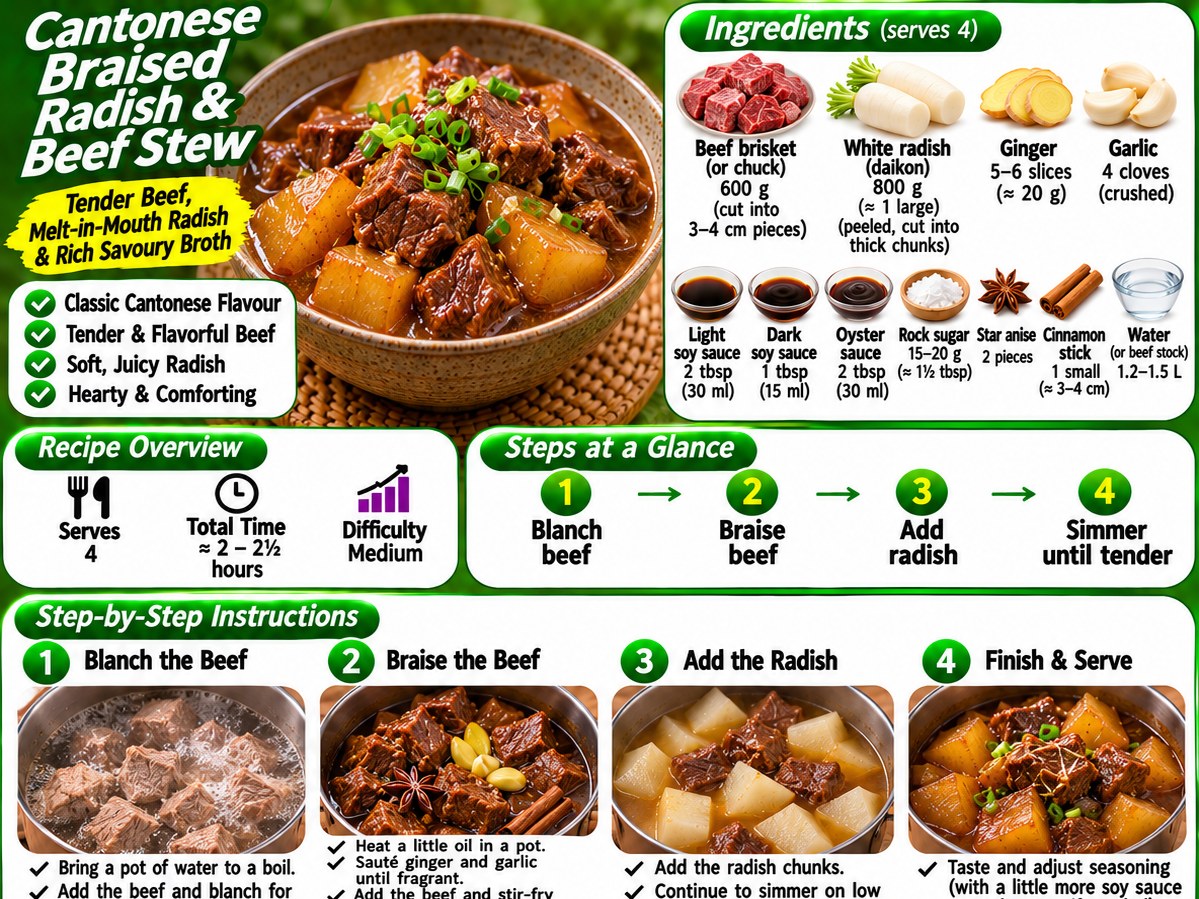 Cantonese
Braised
Radish &
Beef Stew
Tender Beef,
Melt-in-Mouth Radish
& Rich Savoury Broth
Classic Cantonese Flavour
Tender & Flavorful Beef
Soft, Juicy Radish
Hearty & Comforting
Ingredients (serves 4)
Beef brisket
(or chuck)
600 g
(cut into
3–4 cm pieces)
White radish
(daikon)
800 g
(≈ 1 large)
(peeled, cut into
thick chunks)
Ginger
5–6 slices
(≈ 20 g)
Garlic
4 cloves
(crushed)
Light
soy sauce
2 tbsp
(30 ml)
Dark
soy sauce
1 tbsp
(15 ml)
Oyster
sauce
2 tbsp
(30 ml)
Rock sugar
15–20 g
(≈ 1½ tbsp)
Star anise
2 pieces
Cinnamon
stick
1 small
(≈ 3–4 cm)
Water
(or beef stock)
1.2–1.5 L
Recipe Overview
Serves
4
Total Time
≈ 2 – 2½
hours
Difficulty
Medium
Steps at a Glance
1
Blanch
beef
2
Braise
beef
3
Add
radish
4
Simmer
until tender
Step-by-Step Instructions
1 Blanch the Beef
Bring a pot of water to a boil.
Add the beef and blanch for
2 Braise the Beef
Heat a little oil in a pot.
Sauté ginger and garlic
until fragrant.
Add the beef and stir-fry
3 Add the Radish
Add the radish chunks.
Continue to simmer on low
4 Finish & Serve
Taste and adjust seasoning
(with a little more soy sauce